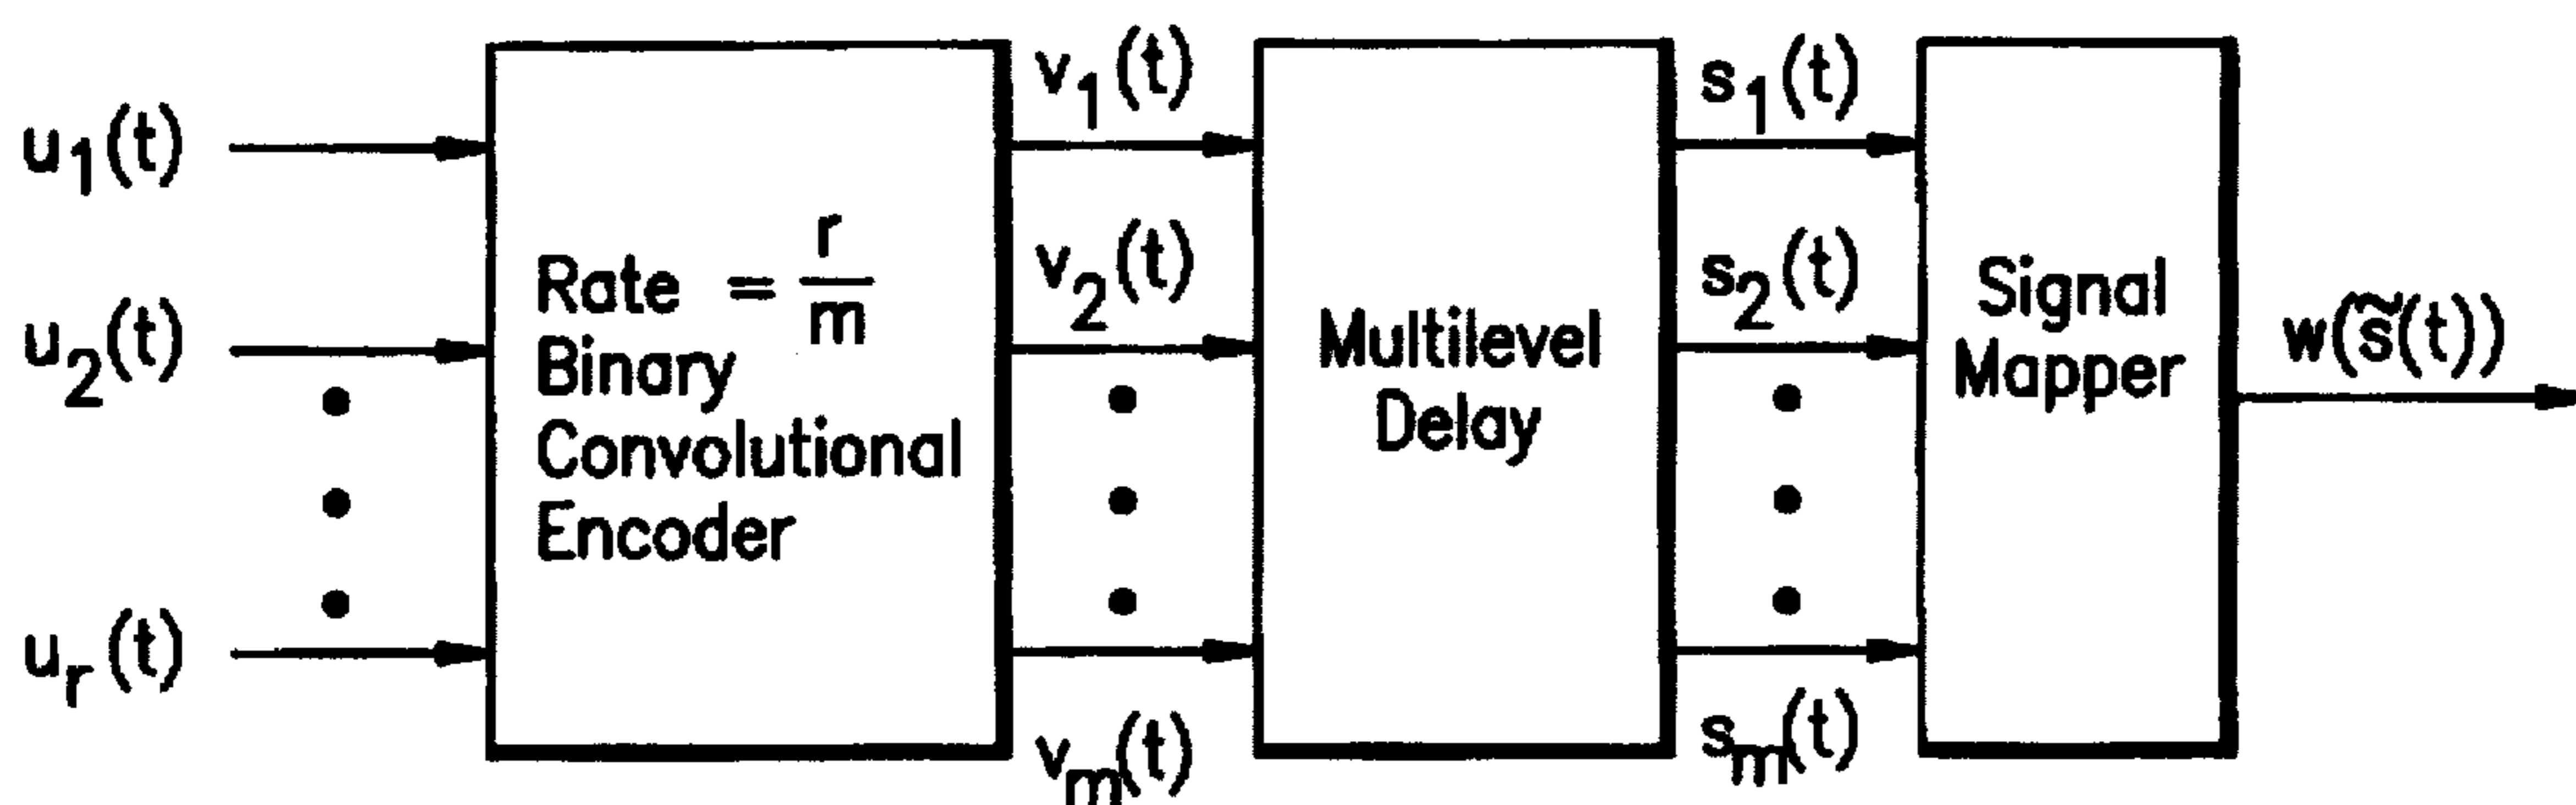 u₁(t)
u₂(t)
uᵣ(t)
Rate = r/m
Binary
Convolutional
Encoder
v₁(t)
v₂(t)
vₘ(t)
Multilevel
Delay
s₁(t)
s₂(t)
sₘ(t)
Signal
Mapper
w(s̃(t))